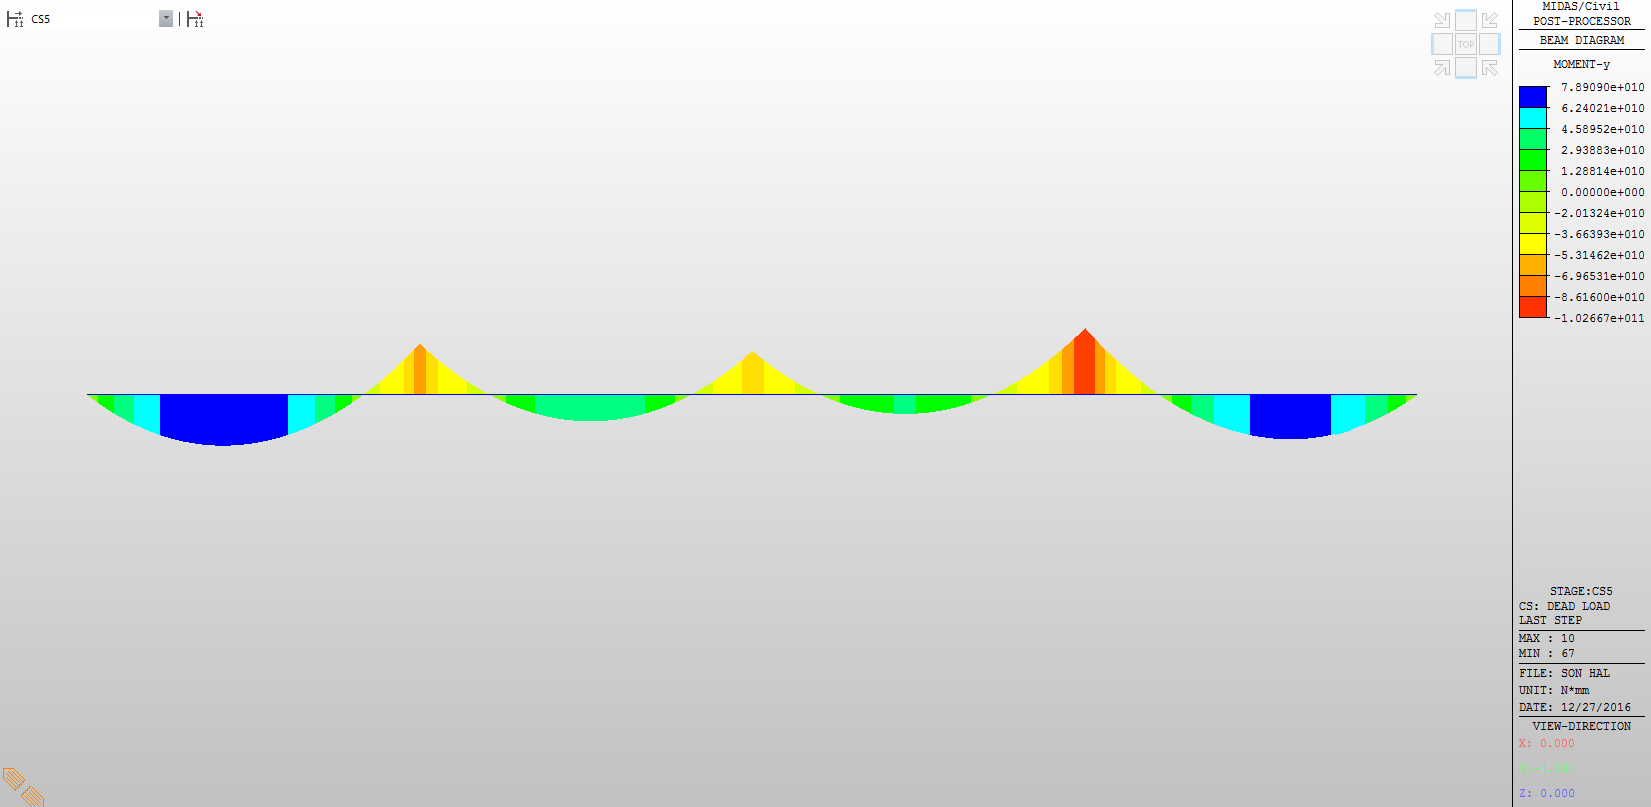 CS5
TOP
MIDAS/Civil
POST-PROCESSOR
BEAM DIAGRAM
MOMENT-y
7.89090e+010
6.24021e+010
4.58952e+010
2.93883e+010
1.28814e+010
0.00000e+000
-2.01324e+010
-3.66393e+010
-5.31462e+010
-6.96531e+010
-8.61600e+010
-1.02667e+011
STAGE:CS5
CS: DEAD LOAD
LAST STEP
MAX : 10
MIN : 67
FILE: SON HAL
UNIT: N*mm
DATE: 12/27/2016
VIEW-DIRECTION
X: 0.000
Z: 0.000